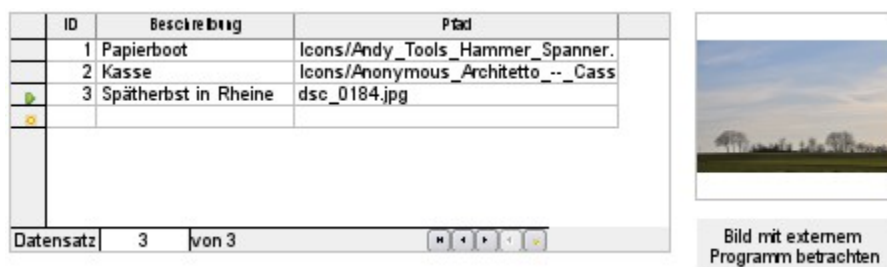 ID Beschreibung Pfad
1 Papierboot Icons/Andy_Tools_Hammer_Spanner.
2 Kasse Icons/Anonymous_Architetto_--_Cass
3 Spätherbst in Rheine dsc_0184.jpg
Datensatz 3 von 3
Bild mit externem
Programm betrachten